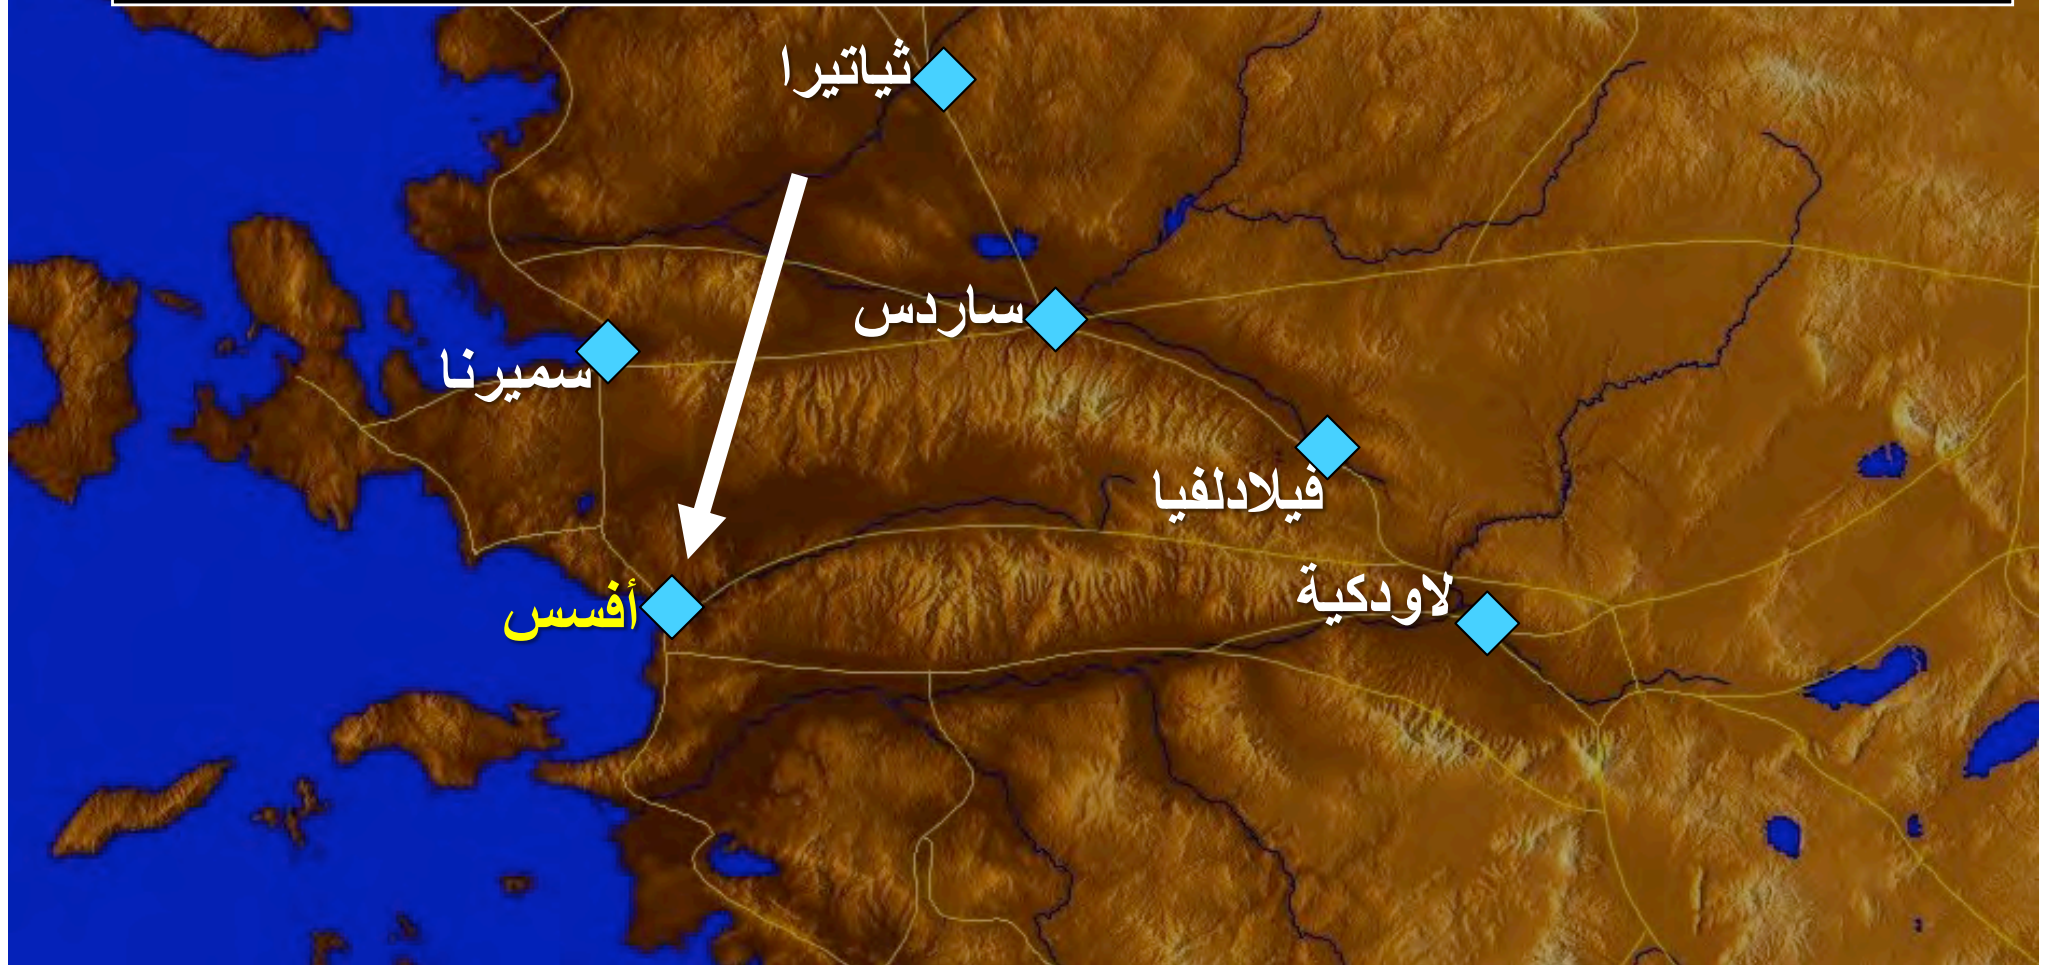 ثياتيرا
ساردس
سميرنا
فيلادلفيا
لاودكية
أفسس